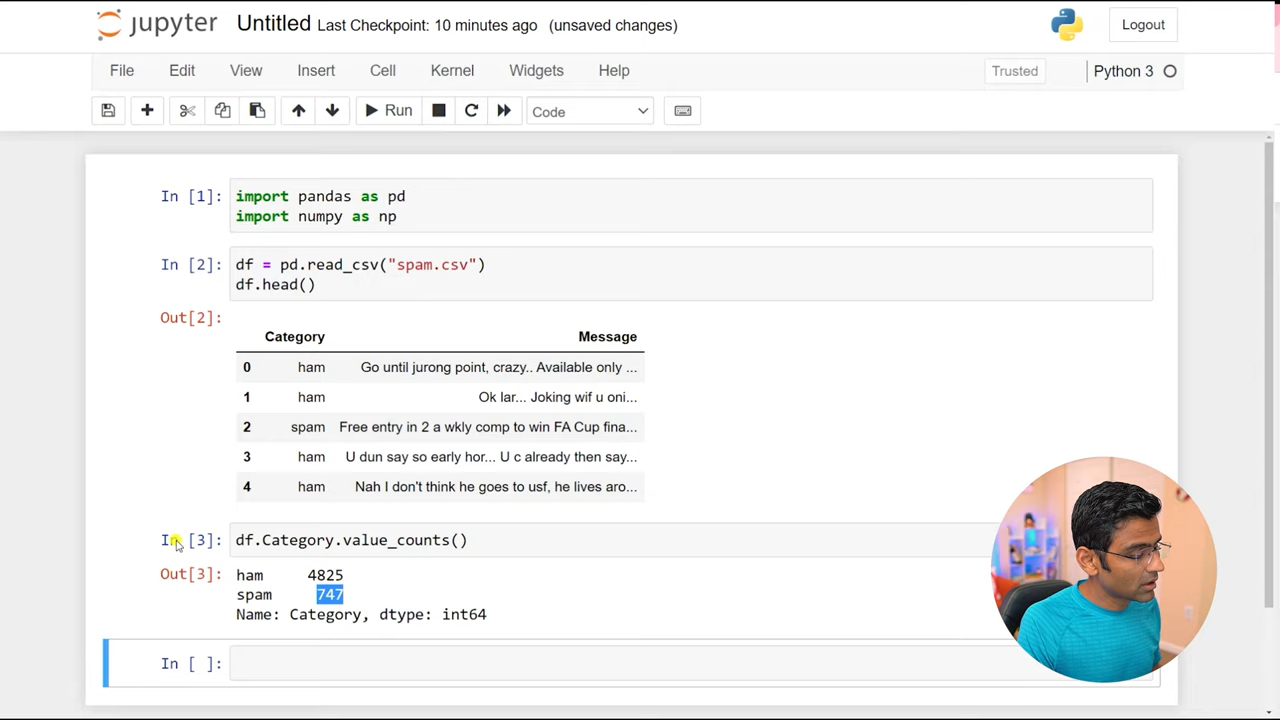 jupyter Untitled Last Checkpoint: 10 minutes ago (unsaved changes) Logout
File Edit View Insert Cell Kernel Widgets Help Trusted Python 3
Run Code
In [1]: import pandas as pd
import numpy as np
In [2]: df = pd.read_csv("spam.csv")
df.head()
Out[2]:
Category Message
0 ham Go until jurong point, crazy.. Available only ...
1 ham Ok lar... Joking wif u oni...
2 spam Free entry in 2 a wkly comp to win FA Cup fina...
3 ham U dun say so early hor... U c already then say...
4 ham Nah I don't think he goes to usf, he lives aro...
In [3]: df.Category.value_counts()
Out[3]: ham 4825
spam 747
Name: Category, dtype: int64
In [ ]: